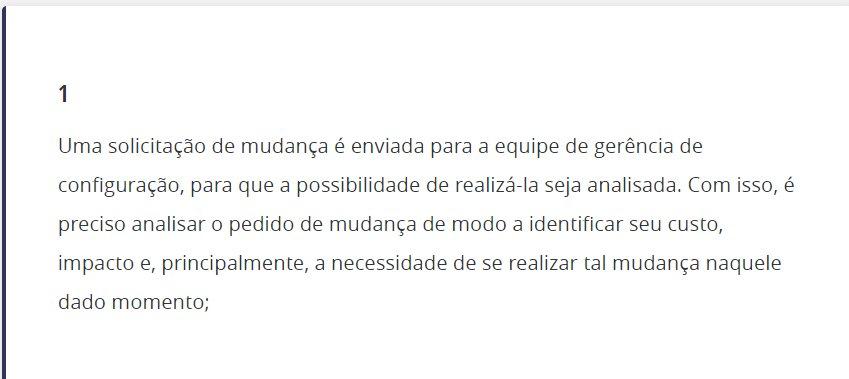 1
Uma solicitação de mudança é enviada para a equipe de gerência de
configuração, para que a possibilidade de realizá-la seja analisada. Com isso, é
preciso analisar o pedido de mudança de modo a identificar seu custo,
impacto e, principalmente, a necessidade de se realizar tal mudança naquele
dado momento;